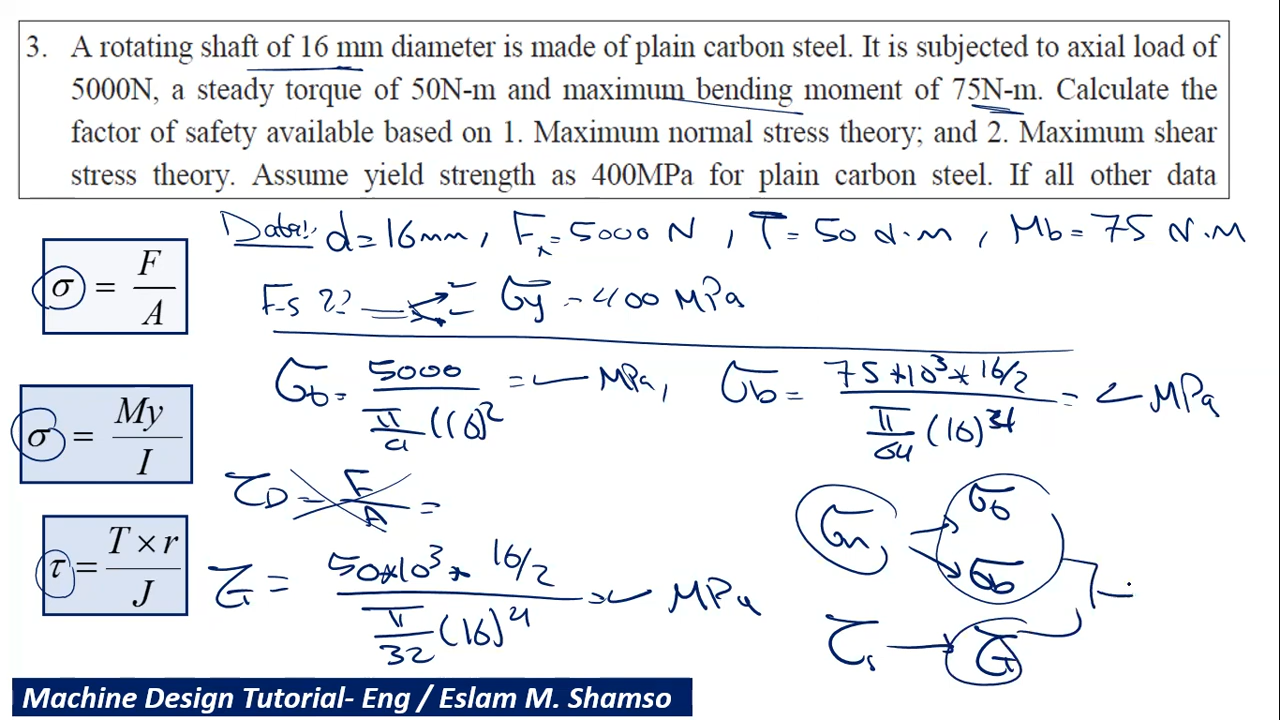 3. A rotating shaft of 16 mm diameter is made of plain carbon steel. It is subjected to axial load of
5000N, a steady torque of 50N-m and maximum bending moment of 75N-m. Calculate the
factor of safety available based on 1. Maximum normal stress theory; and 2. Maximum shear
stress theory. Assume yield strength as 400MPa for plain carbon steel. If all other data
Data: d = 16mm, Fx = 5000 N, T = 50 N.m, Mb = 75 N.M
F.s ?? σy = 400 MPa
σ = F/A
σt = 5000 / π/4 (16)² = MPa, σb = 75*10³ * 16/2 / π/64 (16)⁴ = MPa
σ = My/I
τD = F/A =
σn σt
σb
τ = T × r / J
τ = 50*10³ * 16/2 / π/32 (16)⁴ = MPa
τs τ
Machine Design Tutorial- Eng / Eslam M. Shamso